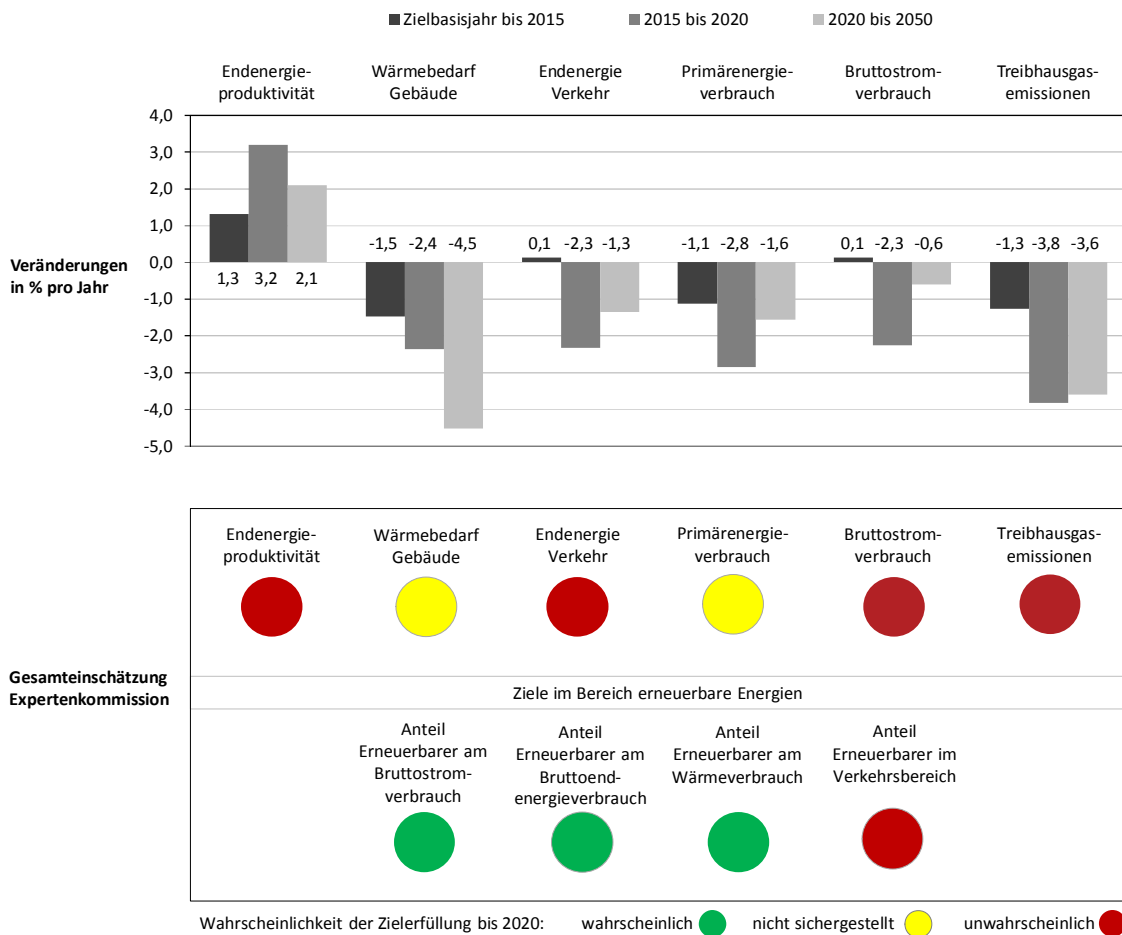 Zielbasisjahr bis 2015 2015 bis 2020 2020 bis 2050
Endenergie- Wärmebedarf Endenergie Primärenergie- Bruttostrom- Treibhausgas-
produktivität Gebäude Verkehr verbrauch verbrauch emissionen
4,0
3,0
2,0
1,0
-1,5 -2,4 -4,5 0,1 -2,3 -1,3 -1,1 -2,8 -1,6 0,1 -2,3 -0,6 -1,3 -3,8 -3,6
Veränderungen
in % pro Jahr
0,0
1,3 3,2 2,1
-1,0
-2,0
-3,0
-4,0
-5,0
Endenergie- Wärmebedarf Endenergie Primärenergie- Bruttostrom- Treibhausgas-
produktivität Gebäude Verkehr verbrauch verbrauch emissionen
Gesamteinschätzung
Expertenkommission
Ziele im Bereich erneuerbare Energien
Anteil
Erneuerbarer am
Bruttostrom-
verbrauch
Anteil
Erneuerbarer am
Bruttoend-
energieverbrauch
Anteil
Erneuerbarer am
Wärmeverbrauch
Anteil
Erneuerbarer im
Verkehrsbereich
Wahrscheinlichkeit der Zielerfüllung bis 2020: wahrscheinlich nicht sichergestellt unwahrscheinlich